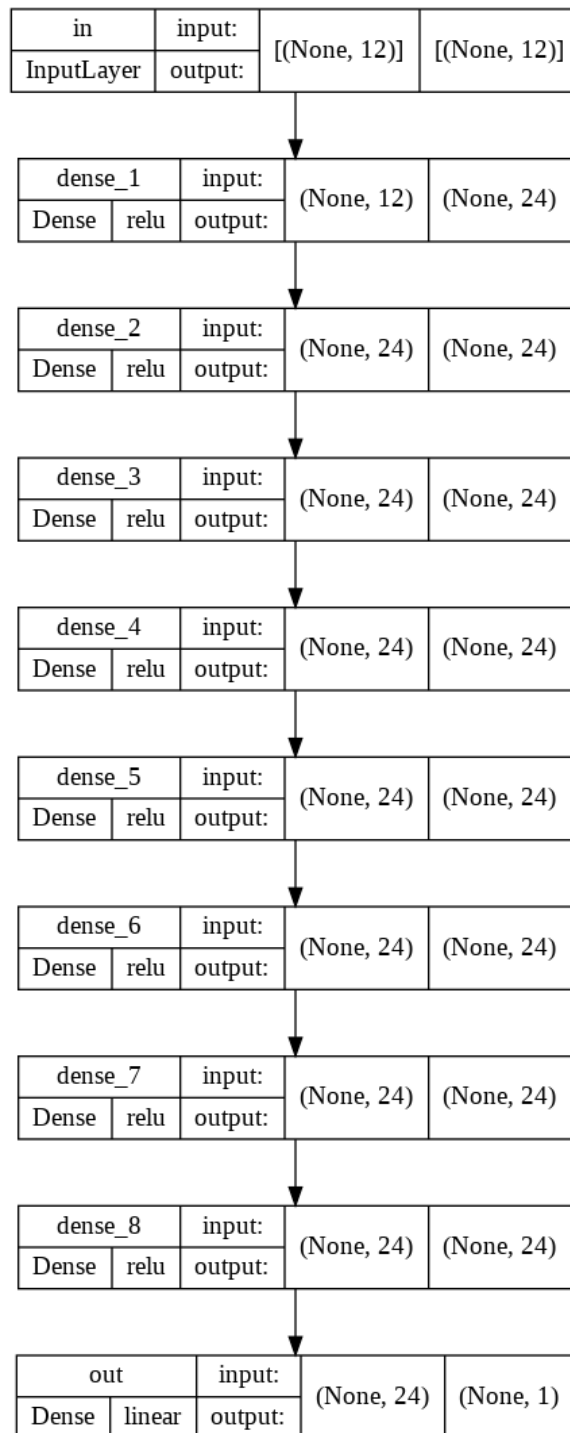 in input: [(None, 12)] [(None, 12)]
InputLayer output:
dense_1 input: (None, 12) (None, 24)
Dense relu output:
dense_2 input: (None, 24) (None, 24)
Dense relu output:
dense_3 input: (None, 24) (None, 24)
Dense relu output:
dense_4 input: (None, 24) (None, 24)
Dense relu output:
dense_5 input: (None, 24) (None, 24)
Dense relu output:
dense_6 input: (None, 24) (None, 24)
Dense relu output:
dense_7 input: (None, 24) (None, 24)
Dense relu output:
dense_8 input: (None, 24) (None, 24)
Dense relu output:
out input: (None, 24) (None, 1)
Dense linear output: